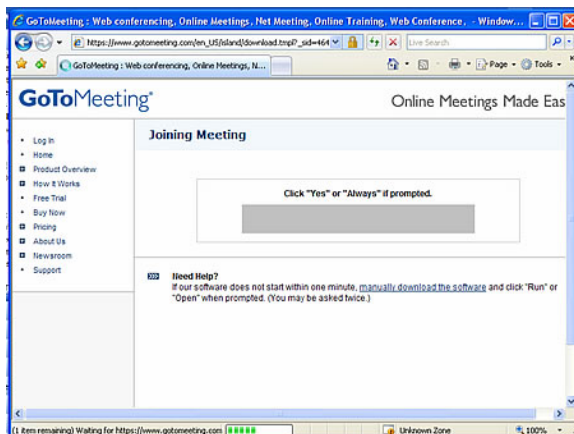 GoToMeeting : Web conferencing, Online Meetings, Net Meeting, Online Training, Web Conference, - Window...
https://www.gotomeeting.com/en_US/island/download.tmpl?_sid=464
Live Search
GoToMeeting : Web conferencing, Online Meetings, N...
Page
Tools
GoToMeeting
Online Meetings Made Eas
Joining Meeting
Log In
Home
Product Overview
How It Works
Free Trial
Buy Now
Pricing
About Us
Newsroom
Support
Click "Yes" or "Always" if prompted.
Need Help?
If our software does not start within one minute, manually download the software and click "Run" or
"Open" when prompted. (You may be asked twice.)
(1 item remaining) Waiting for https://www.gotomeeting.com
Unknown Zone
100%